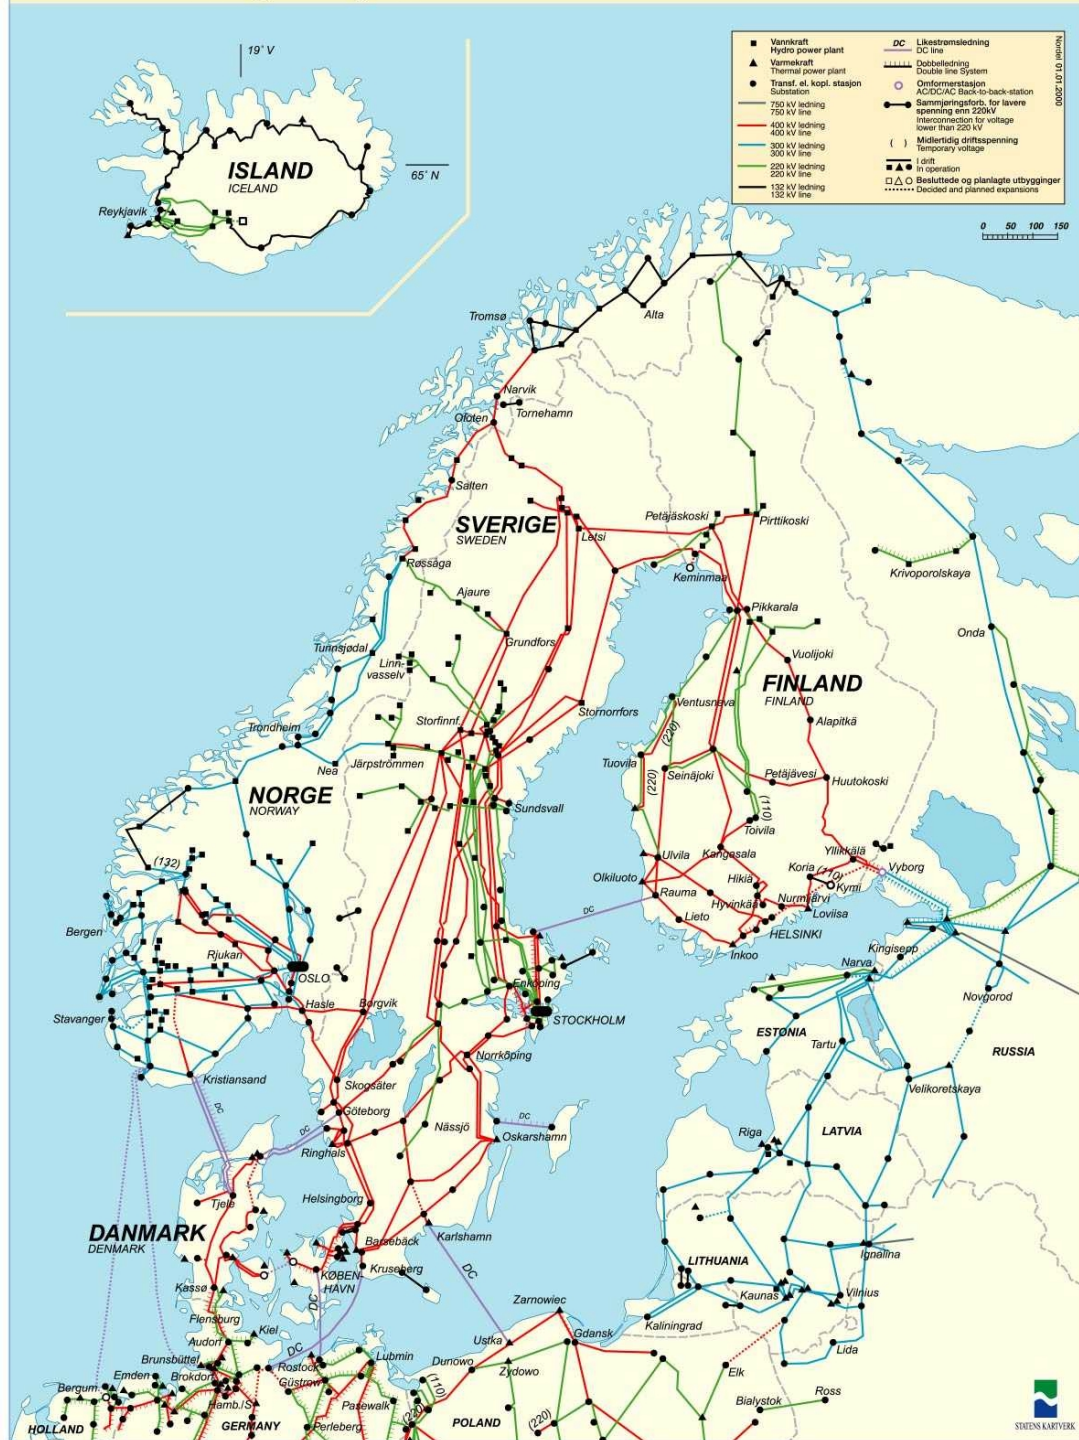 19° V
ISLAND
ICELAND
65° N
Reykjavik
Vannkraft
Hydro power plant
Varmekraft
Thermal power plant
Transf. el. kopl. stasjon
Substation
750 kV ledning
750 kV line
400 kV ledning
400 kV line
300 kV ledning
300 kV line
220 kV ledning
220 kV line
132 kV ledning
132 kV line
DC
Likestrømsledning
DC line
Dobbelledning
Double line System
Omformerstasjon
AC/DC/AC Back-to-back-station
Sammjøringsforb. for lavere
spenning enn 220kV
Interconnection for voltage
lower than 220 kV
( ) Midlertidig driftsspenning
Temporary voltage
I drift
In operation
Besluttede og planlagte utbygginger
Decided and planned expansions
Nordel 01.01.2000
0 50 100 150
Tromsø
Alta
Narvik
Tornehamn
Ofoten
Salten
SVERIGE
SWEDEN
Letsi
Petäjäskoski
Pirttikoski
Keminmaa
Krivoporolskaya
Røssåga
Ajaure
Grundfors
Pikkarala
Onda
Tunnsjødal
Linn-
vasselv
Vuolijoki
FINLAND
FINLAND
Stornorrfors
Ventusneva
Alapitkä
Storfinnf.
Trondheim
(220)
Nea
Järpströmmen
Tuovila
(220)
Seinäjoki
Petäjävesi
Huutokoski
NORGE
NORWAY
Sundsvall
(110)
Toivila
(132)
Ulvila
Kangasala
Yllikkälä
Vyborg
Olkiluoto
Koria
(110)
Kymi
Rauma
Hikiä
Hyvinkää
Nurmijärvi
Loviisa
DC
Lieto
HELSINKI
Inkoo
Bergen
Rjukan
OSLO
Kingisepp
Narva
Enköping
Novgorod
Stavanger
Hasle
Borgvik
STOCKHOLM
ESTONIA
Tartu
RUSSIA
Norrköping
Kristiansand
Skogsäter
Velikoretskaya
DC
Göteborg
DC
Nässjö
DC
Oskarshamn
Riga
LATVIA
Ringhals
Tjele
Helsingborg
DANMARK
DENMARK
Karlshamn
Barsebäck
Kruseberg
KØBEN-
HAVN
LITHUANIA
Ignalina
Kassø
DC
DC
Kaunas
Vilnius
Zarnowiec
Kaliningrad
Flensburg
Kiel
Audorf
Ustka
Gdansk
Lida
DC
Brunsbüttel
Rostock
Lubmin
Dunowo
Zydowo
Elk
Emden
Brokdorf
Güstrow
Bergum
Hamb./S
Pasewalk
(110)
Ross
Bialystok
HOLLAND
GERMANY
Perleberg
(220)
POLAND
(220)
STATENS KARTVERK